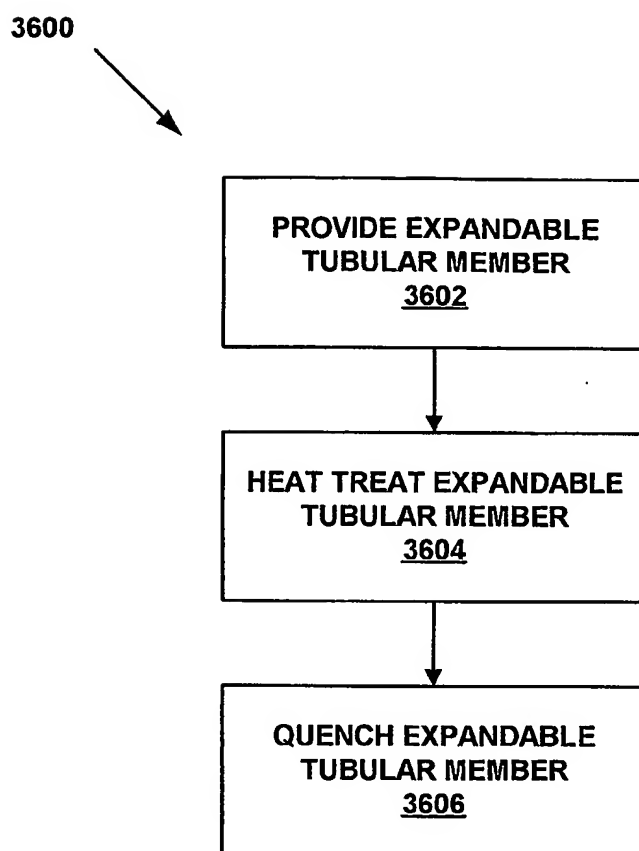 3600
PROVIDE EXPANDABLE
TUBULAR MEMBER
3602
HEAT TREAT EXPANDABLE
TUBULAR MEMBER
3604
QUENCH EXPANDABLE
TUBULAR MEMBER
3606